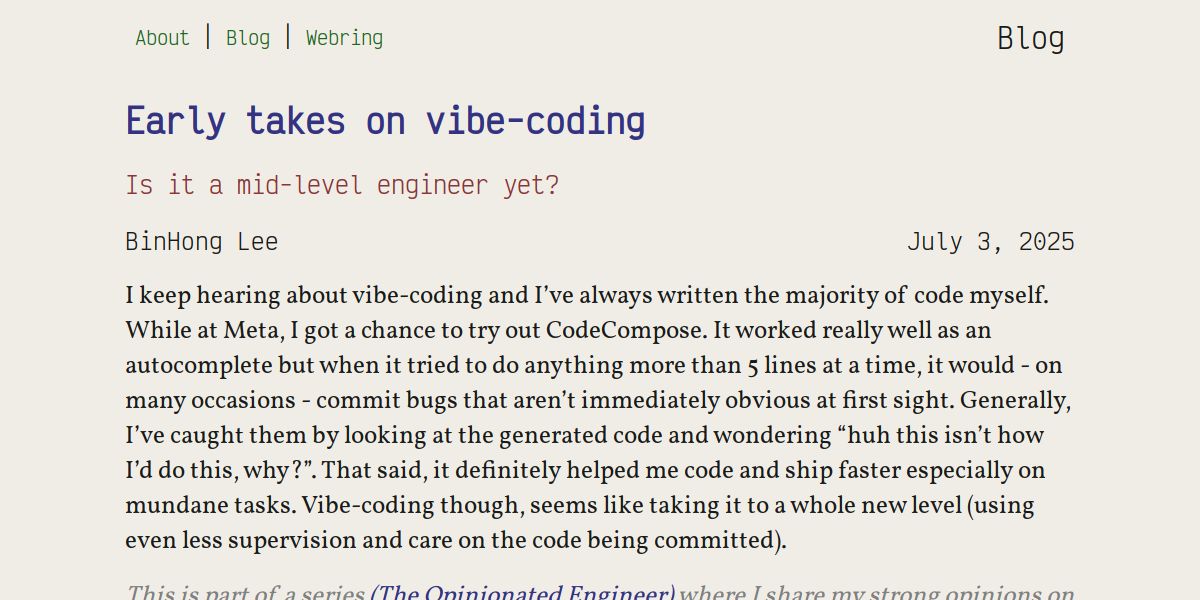 About | Blog | Webring
Blog
Early takes on vibe-coding
Is it a mid-level engineer yet?
BinHong Lee
July 3, 2025
I keep hearing about vibe-coding and I’ve always written the majority of code myself.
While at Meta, I got a chance to try out CodeCompose. It worked really well as an
autocomplete but when it tried to do anything more than 5 lines at a time, it would - on
many occasions - commit bugs that aren’t immediately obvious at first sight. Generally,
I’ve caught them by looking at the generated code and wondering “huh this isn’t how
I’d do this, why?”. That said, it definitely helped me code and ship faster especially on
mundane tasks. Vibe-coding though, seems like taking it to a whole new level (using
even less supervision and care on the code being committed).
This is part of a series (The Opinionated Engineer) where I share my strong opinions on